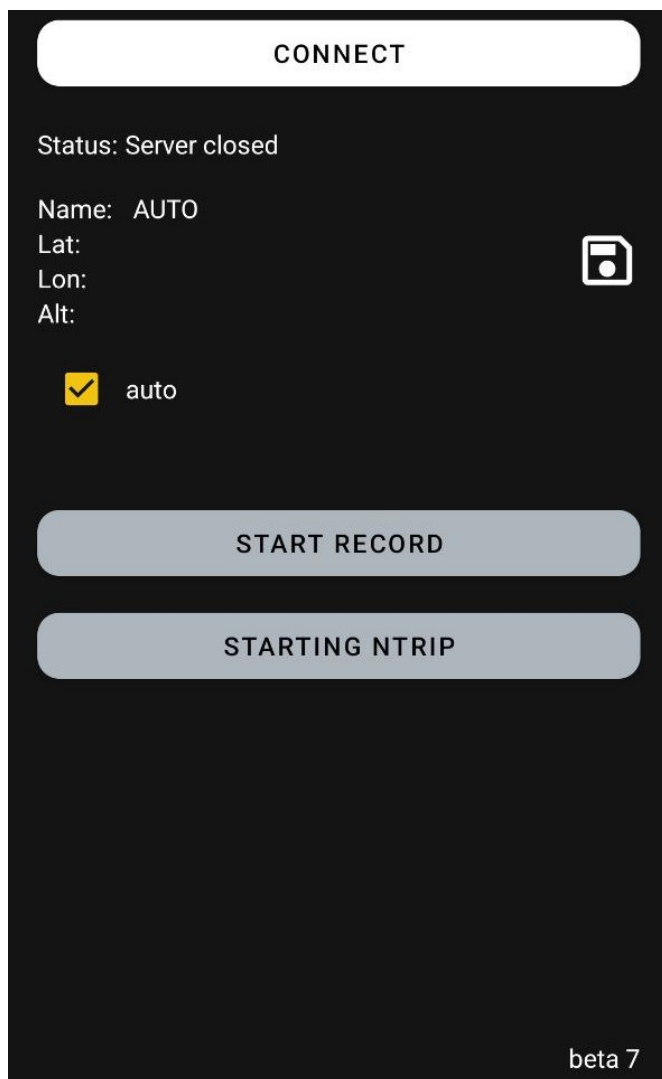 CONNECT
Status: Server closed
Name: AUTO
Lat:
Lon:
Alt:
auto
START RECORD
STARTING NTRIP
beta 7